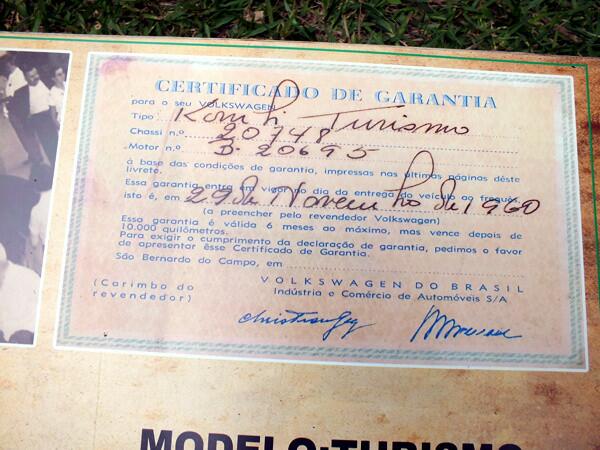 CERTIFICADO DE GARANTIA
para o seu VOLKSWAGEN
Tipo Kombi Turismo
Chassi n.º 20748
Motor n.º B-20695
à base das condições de garantia, impressas nas últimas páginas dêste
livrete.
Essa garantia entra em vigor no dia da entrega do veículo ao freguês,
isto é, em 29 de Novembro de 1960
(a preencher pelo revendedor Volkswagen)
Essa garantia é válida 6 meses ao máximo, mas vence depois de
10.000 quilômetros.
Para exigir o cumprimento da declaração de garantia, pedimos o favor
de apresentar êsse Certificado de Garantia.
São Bernardo do Campo, em
(Carimbo do
revendedor)
VOLKSWAGEN DO BRASIL
Indústria e Comércio de Automóveis S/A
MODELO:TURISMO